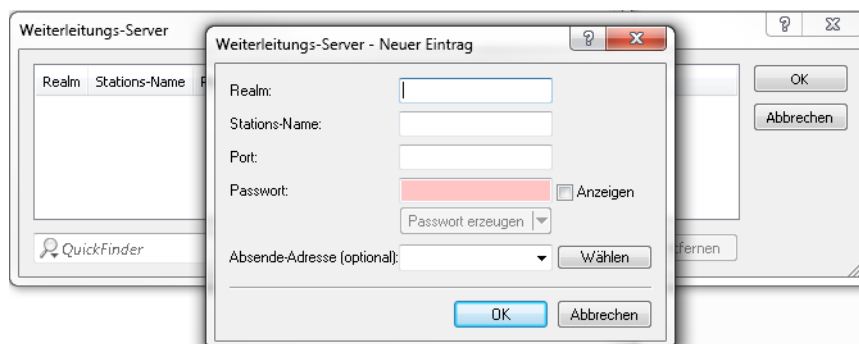 Weiterleitungs-Server
Weiterleitungs-Server - Neuer Eintrag
Realm Stations-Name
OK
Abbrechen
Realm:
Stations-Name:
Port:
Passwort:
Anzeigen
Passwort erzeugen
QuickFinder
Absende-Adresse (optional):
Wählen
OK
Abbrechen